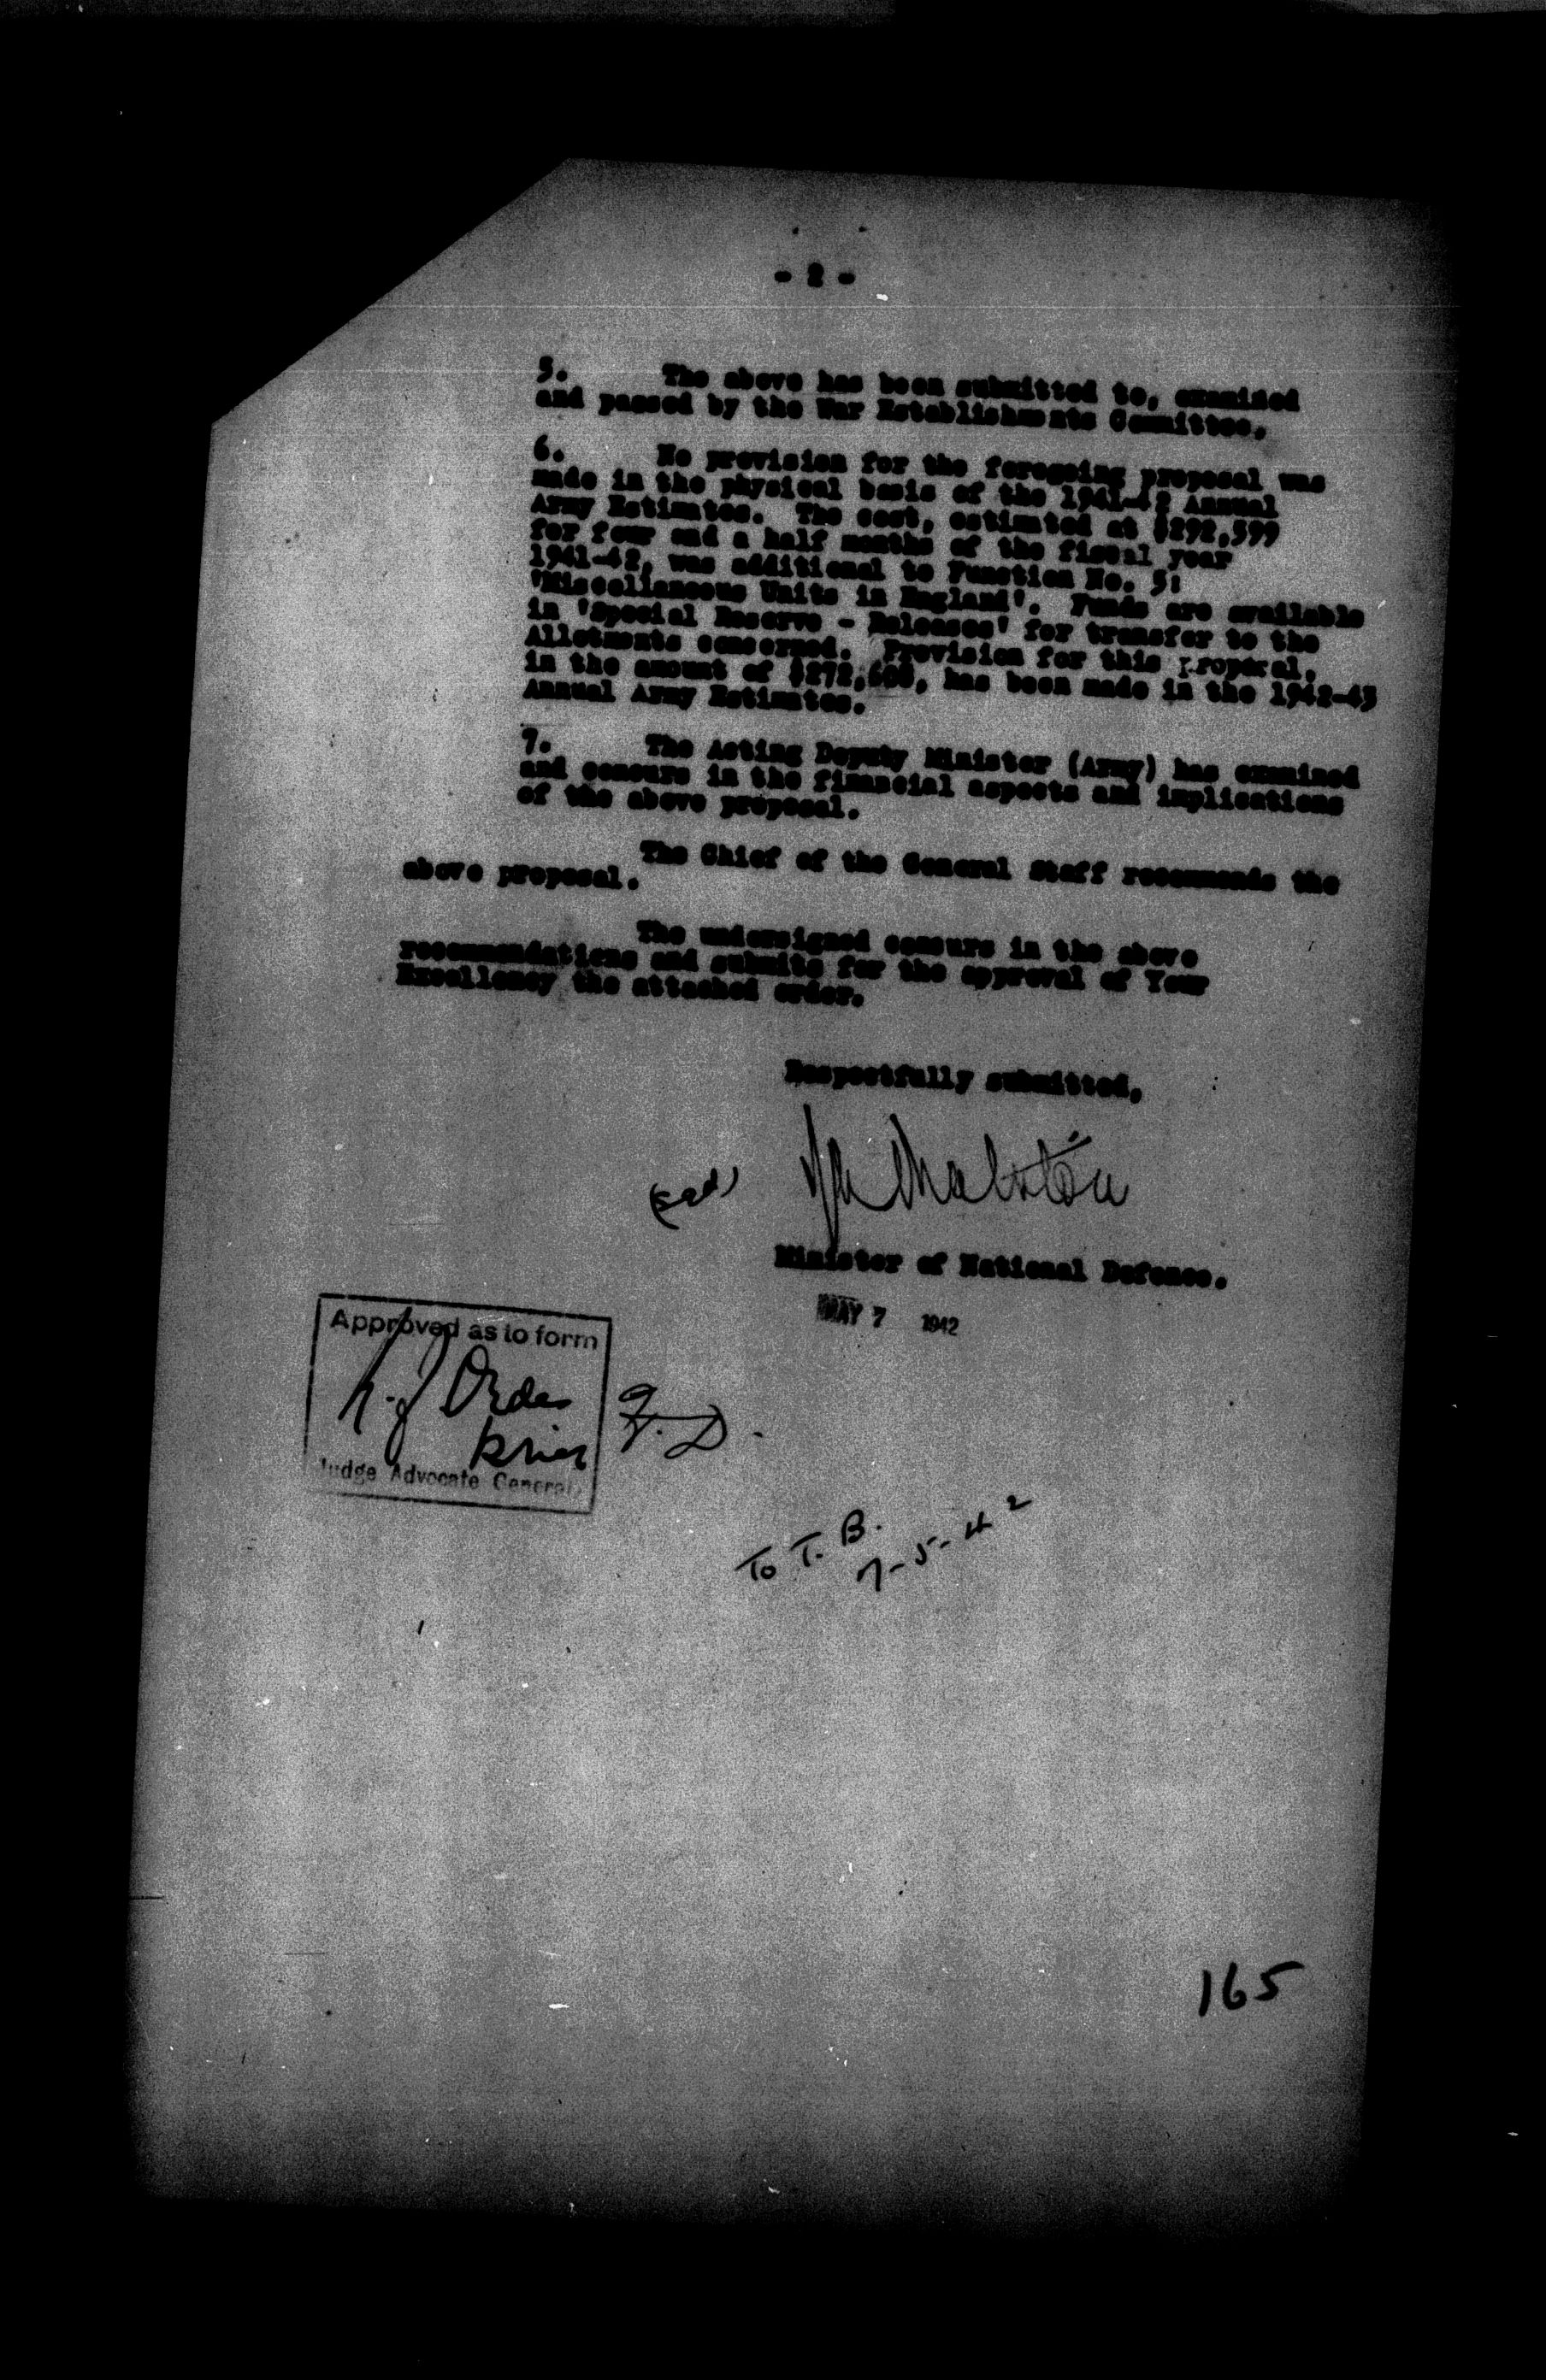 - 2 -
5. The above has been submitted to, examined
and passed by the War Establishments Committee.
6. No provision for the foregoing proposal was
made in the physical basis of the 1941-42 Annual
Army Estimates. The cost, estimated at $292,599
for four and a half months of the fiscal year
1941-42, was additional to Function No. 5:
'Miscellaneous Units in England'. Funds are available
in 'Special Reserve - Releases' for transfer to the
Allotments concerned. Provision for this proposal,
in the amount of has been made in the 1942-43
Annual Army Estimates.
7. The Acting Deputy Minister (Army) has examined
and concurs in the financial aspects and implications
of the above proposal.
The Chief of the General Staff recommends the
above proposal.
The undersigned concurs in the above
recommendations and submits for the approval of Your
Excellency the attached order.
Respectfully submitted,
(sgd) Ralston
Minister of National Defence.
MAY 7 1942
Approved as to form
Orde
Brig
Judge Advocate General
To T. B.
7-5-42
165